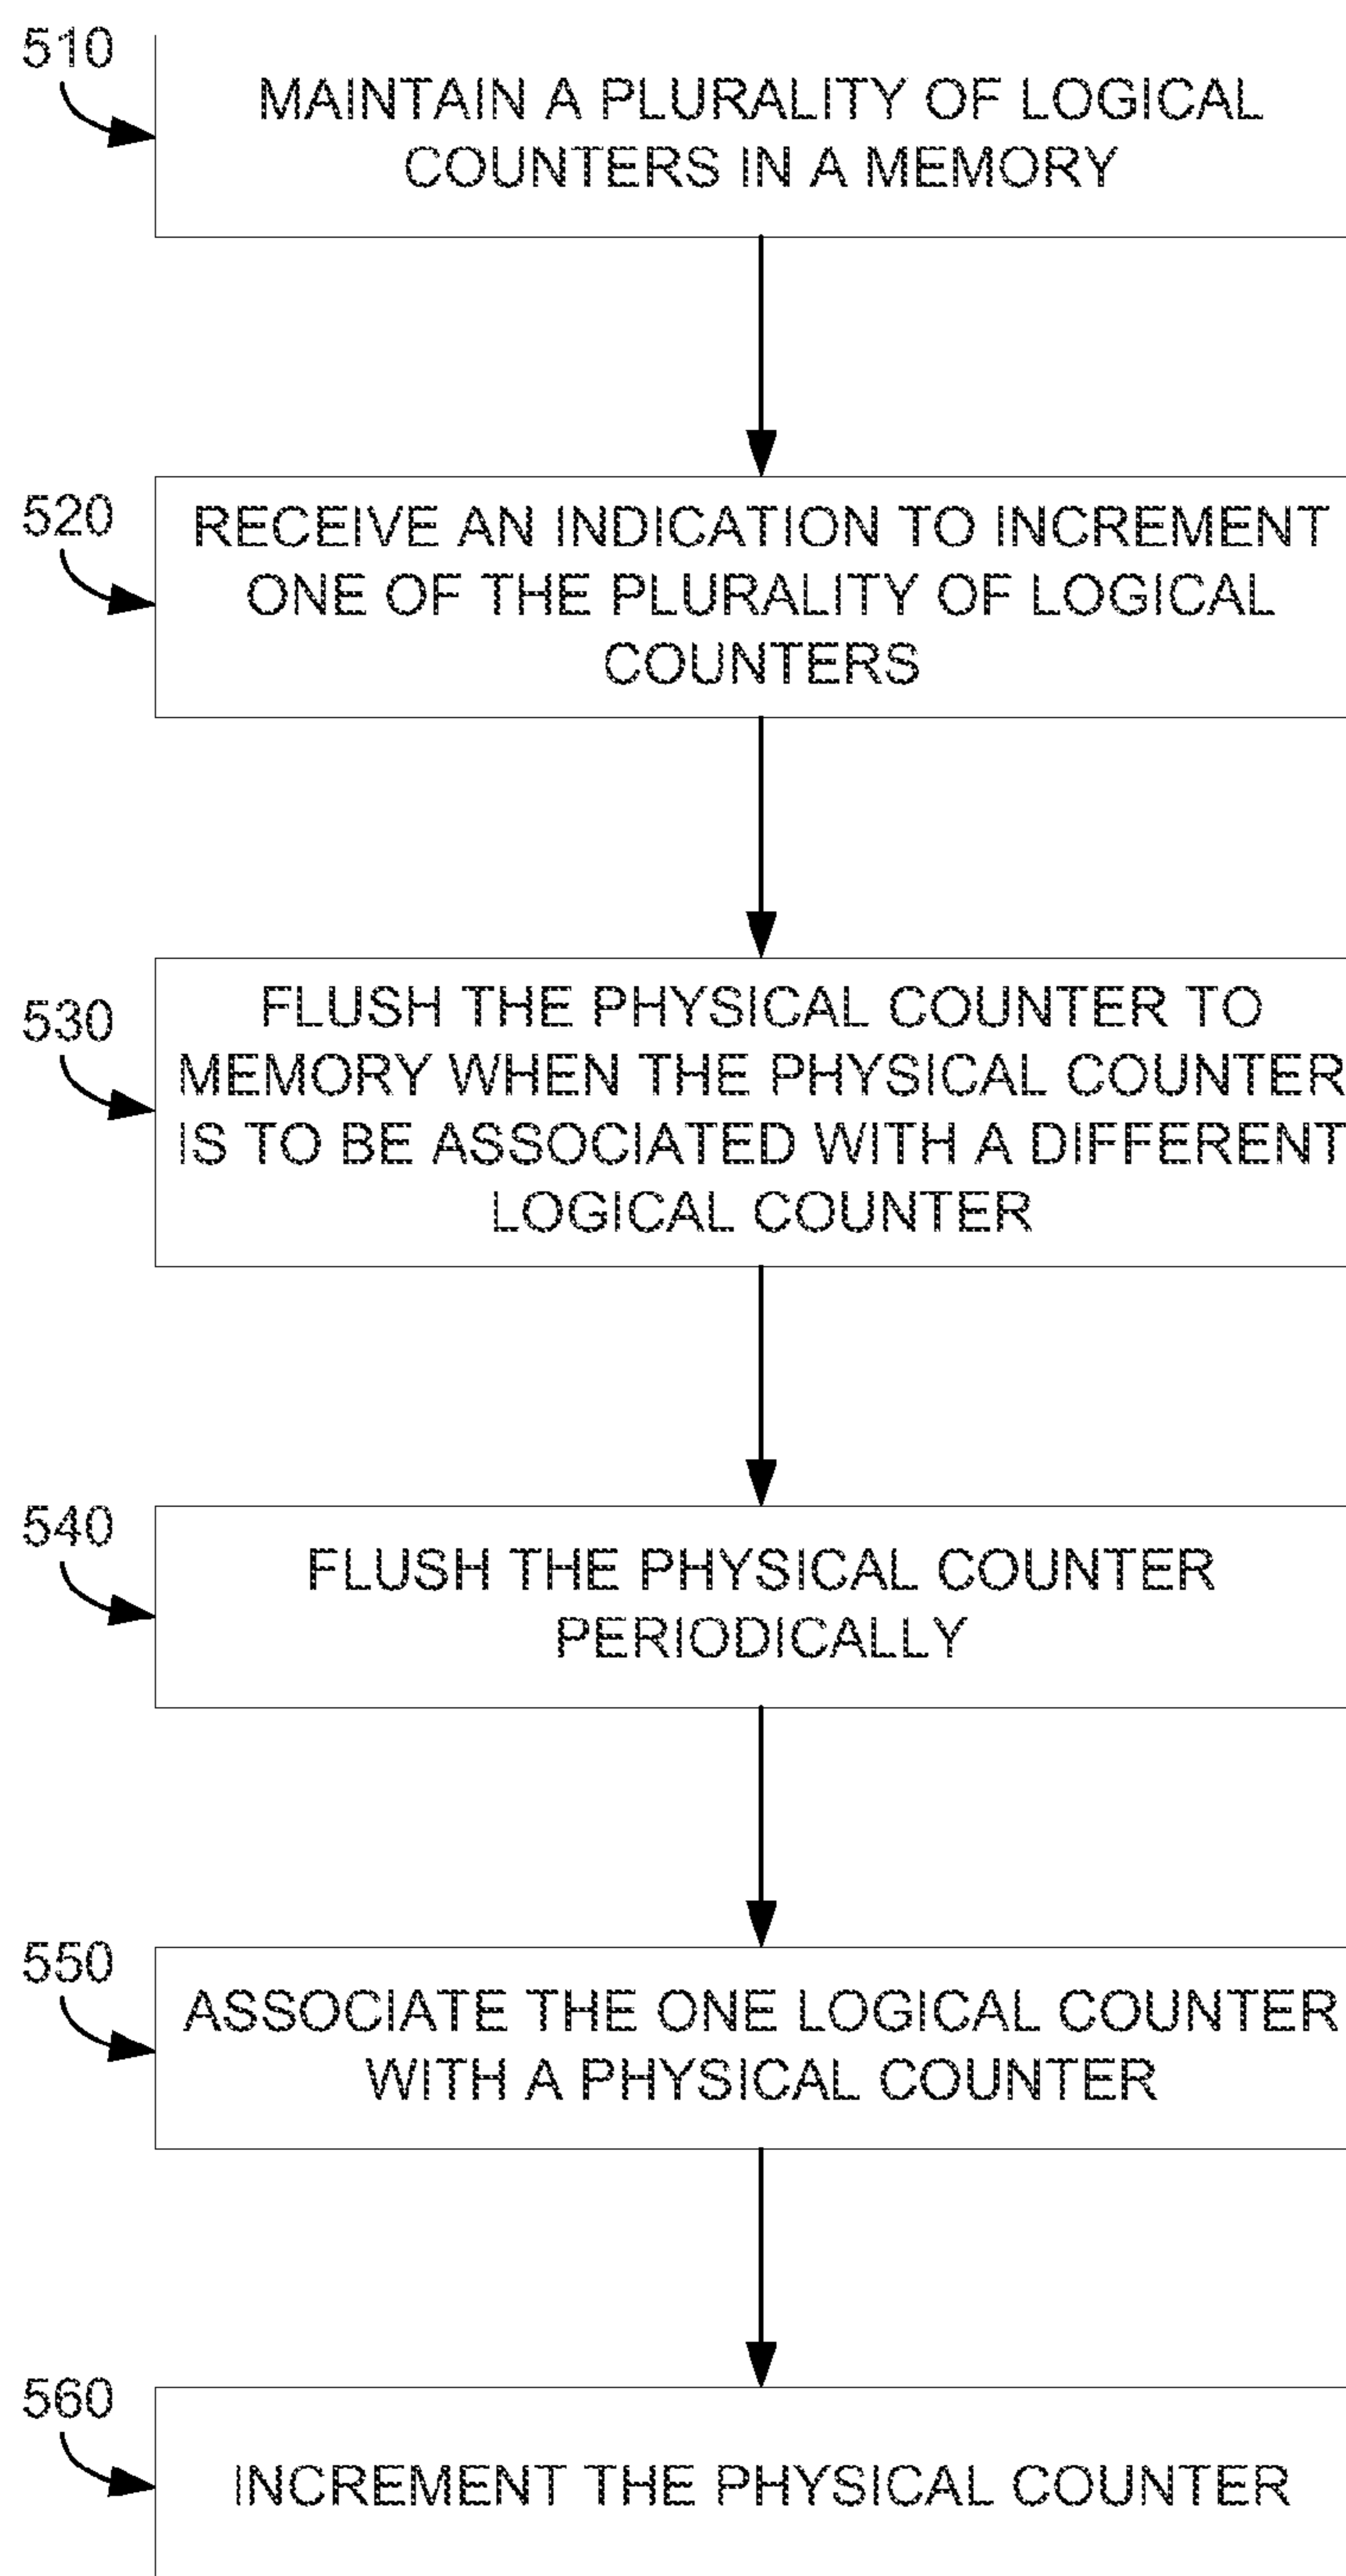 510
MAINTAIN A PLURALITY OF LOGICAL
COUNTERS IN A MEMORY
520
RECEIVE AN INDICATION TO INCREMENT
ONE OF THE PLURALITY OF LOGICAL
COUNTERS
530
FLUSH THE PHYSICAL COUNTER TO
MEMORY WHEN THE PHYSICAL COUNTER
IS TO BE ASSOCIATED WITH A DIFFERENT
LOGICAL COUNTER
540
FLUSH THE PHYSICAL COUNTER
PERIODICALLY
550
ASSOCIATE THE ONE LOGICAL COUNTER
WITH A PHYSICAL COUNTER
560
INCREMENT THE PHYSICAL COUNTER